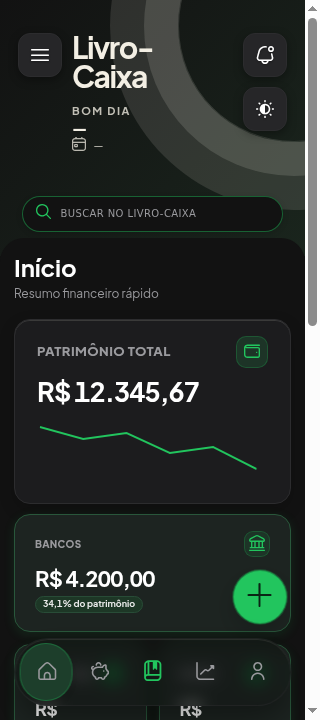 Livro-
Caixa
BOM DIA
—
—
BUSCAR NO LIVRO-CAIXA
Início
Resumo financeiro rápido
PATRIMÔNIO TOTAL
R$ 12.345,67
BANCOS
R$ 4.200,00
34,1% do patrimônio
R$ R$